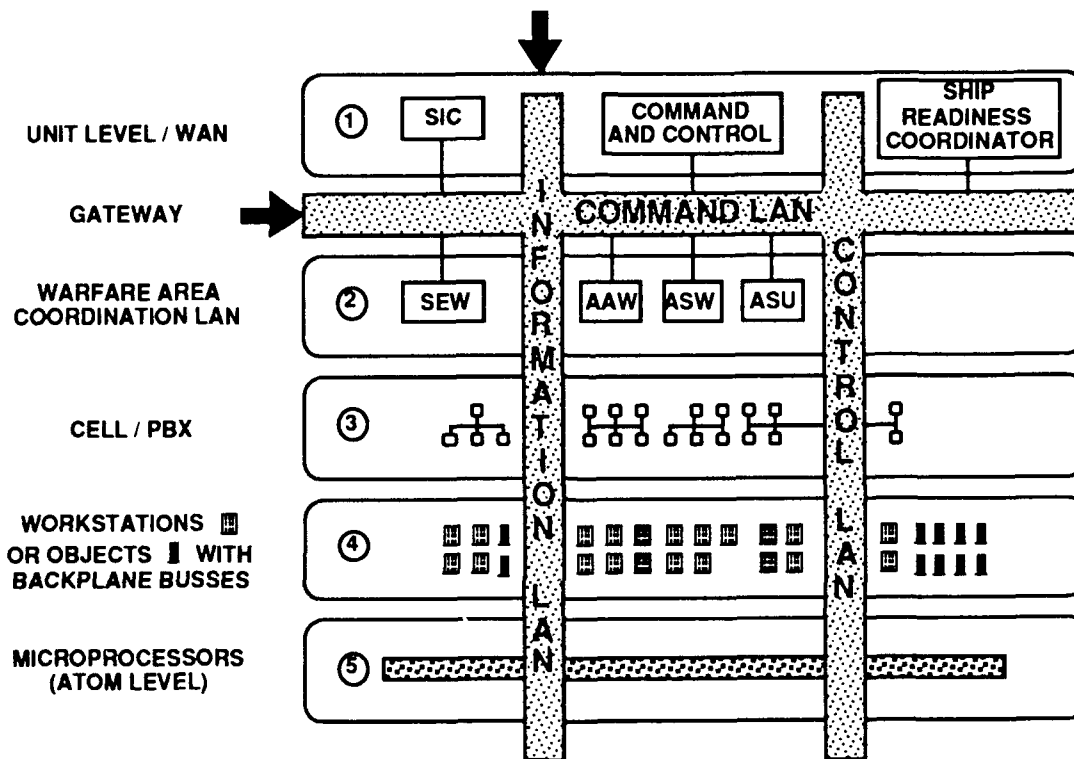 UNIT LEVEL / WAN
1
SIC
COMMAND
AND CONTROL
SHIP
READINESS
COORDINATOR
GATEWAY
COMMAND LAN
INFORMATION LAN
CONTROL LAN
WARFARE AREA
COORDINATION LAN
2
SEW
AAW
ASW
ASU
CELL / PBX
3
WORKSTATIONS
OR OBJECTS WITH
BACKPLANE BUSSES
4
MICROPROCESSORS
(ATOM LEVEL)
5